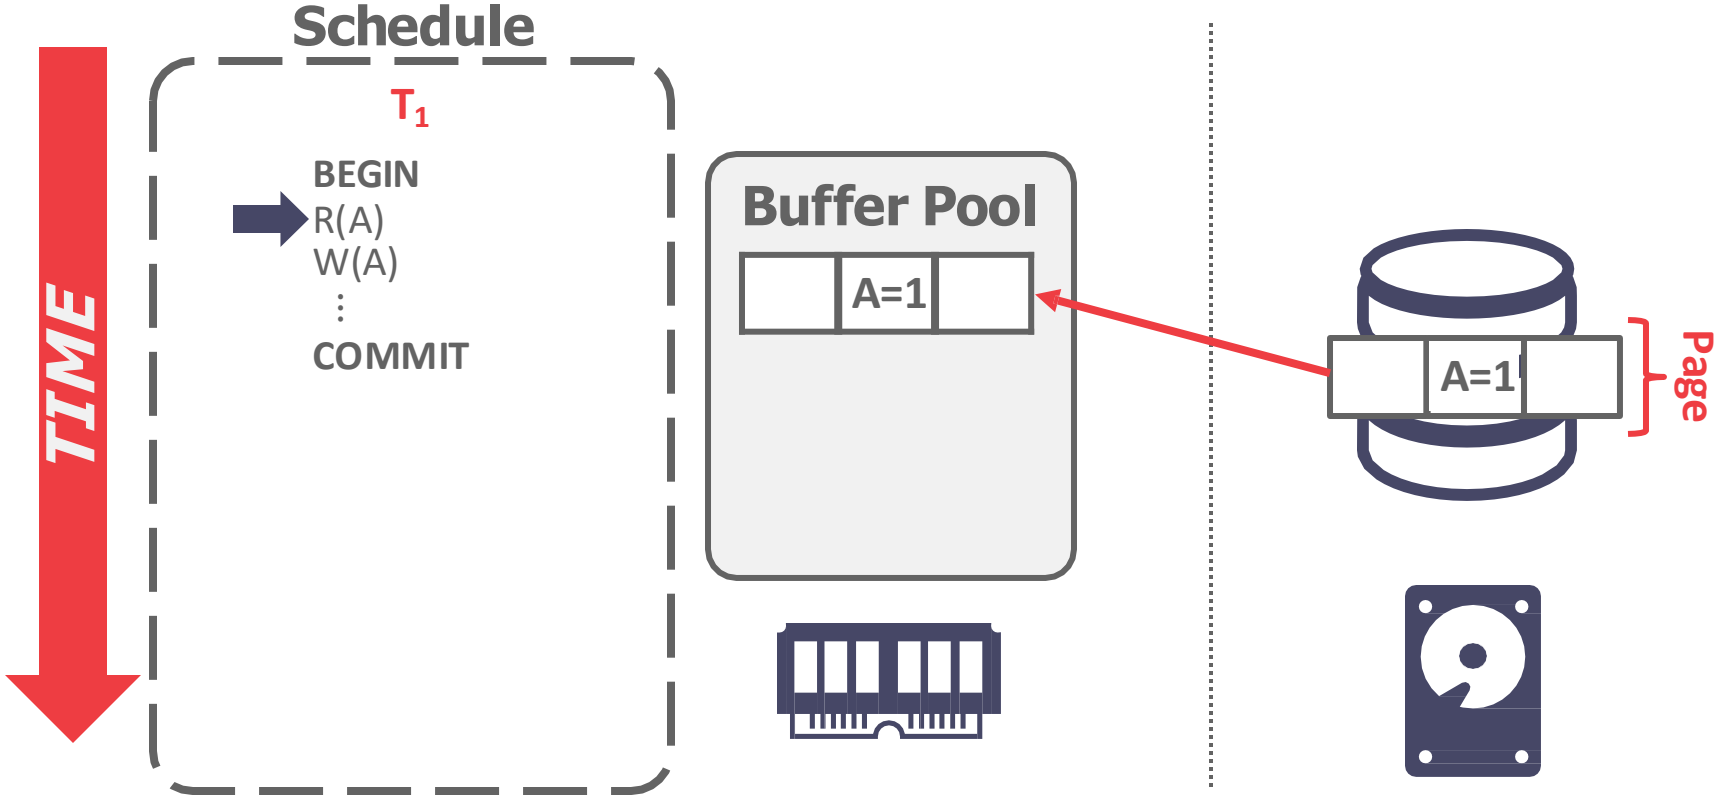 Schedule
T1
BEGIN
R(A)
W(A)
⋮
COMMIT
TIME
Buffer Pool
A=1
A=1
Page